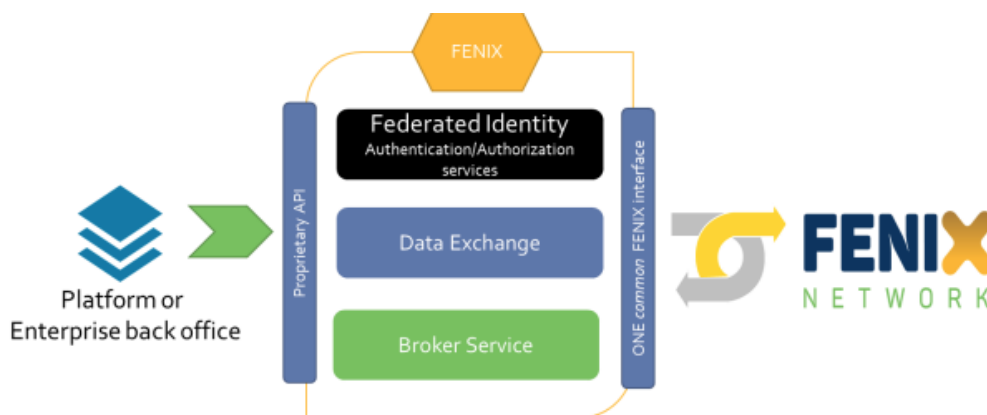 FENIX
Federated Identity
Authentication/Authorization
services
Proprietary API
Data Exchange
ONE common FENIX interface
Broker Service
Platform or
Enterprise back office
FENIX
NETWORK